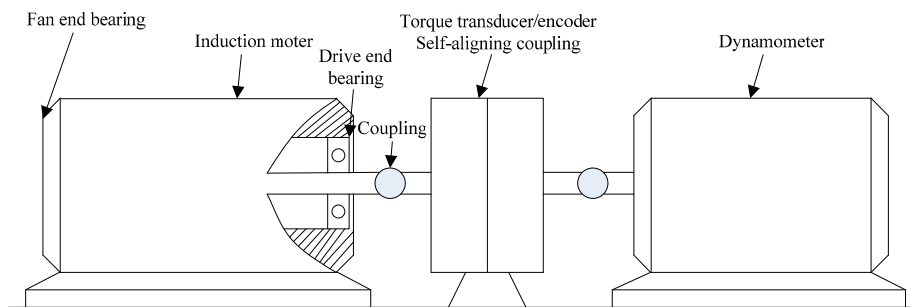 Fan end bearing
Induction moter
Drive end
bearing
Coupling
Torque transducer/encoder
Self-aligning coupling
Dynamometer